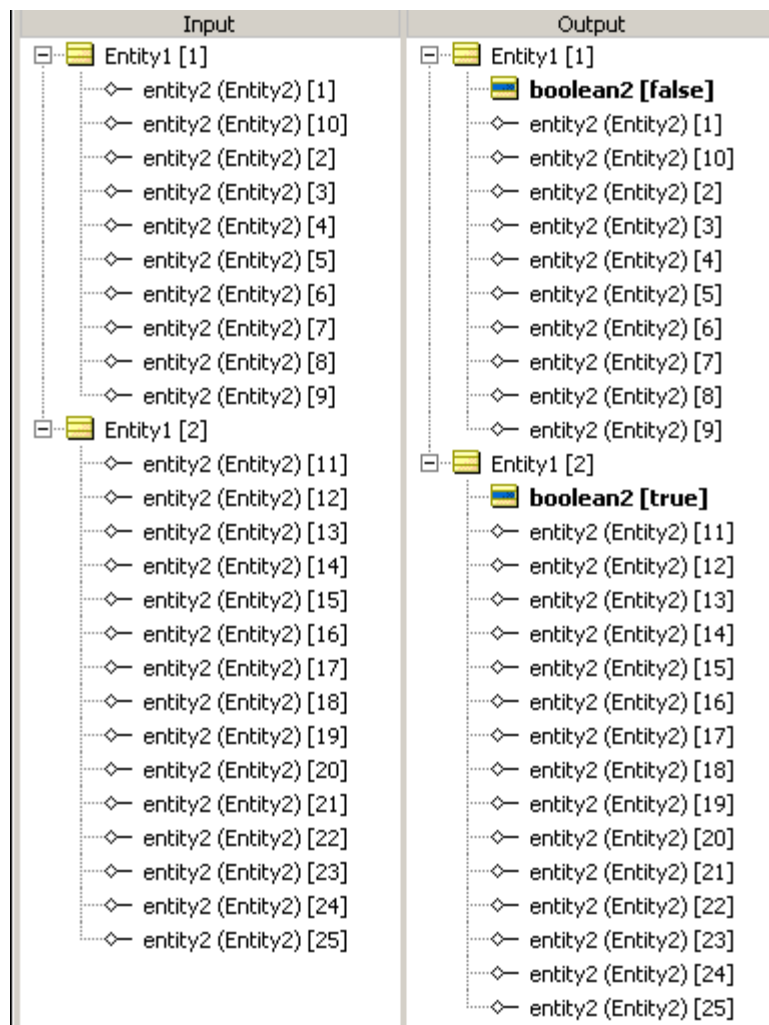 Input
Entity1 [1]
entity2 (Entity2) [1]
entity2 (Entity2) [10]
entity2 (Entity2) [2]
entity2 (Entity2) [3]
entity2 (Entity2) [4]
entity2 (Entity2) [5]
entity2 (Entity2) [6]
entity2 (Entity2) [7]
entity2 (Entity2) [8]
entity2 (Entity2) [9]
Entity1 [2]
entity2 (Entity2) [11]
entity2 (Entity2) [12]
entity2 (Entity2) [13]
entity2 (Entity2) [14]
entity2 (Entity2) [15]
entity2 (Entity2) [16]
entity2 (Entity2) [17]
entity2 (Entity2) [18]
entity2 (Entity2) [19]
entity2 (Entity2) [20]
entity2 (Entity2) [21]
entity2 (Entity2) [22]
entity2 (Entity2) [23]
entity2 (Entity2) [24]
entity2 (Entity2) [25]
Output
Entity1 [1]
boolean2 [false]
entity2 (Entity2) [1]
entity2 (Entity2) [10]
entity2 (Entity2) [2]
entity2 (Entity2) [3]
entity2 (Entity2) [4]
entity2 (Entity2) [5]
entity2 (Entity2) [6]
entity2 (Entity2) [7]
entity2 (Entity2) [8]
entity2 (Entity2) [9]
Entity1 [2]
boolean2 [true]
entity2 (Entity2) [11]
entity2 (Entity2) [12]
entity2 (Entity2) [13]
entity2 (Entity2) [14]
entity2 (Entity2) [15]
entity2 (Entity2) [16]
entity2 (Entity2) [17]
entity2 (Entity2) [18]
entity2 (Entity2) [19]
entity2 (Entity2) [20]
entity2 (Entity2) [21]
entity2 (Entity2) [22]
entity2 (Entity2) [23]
entity2 (Entity2) [24]
entity2 (Entity2) [25]